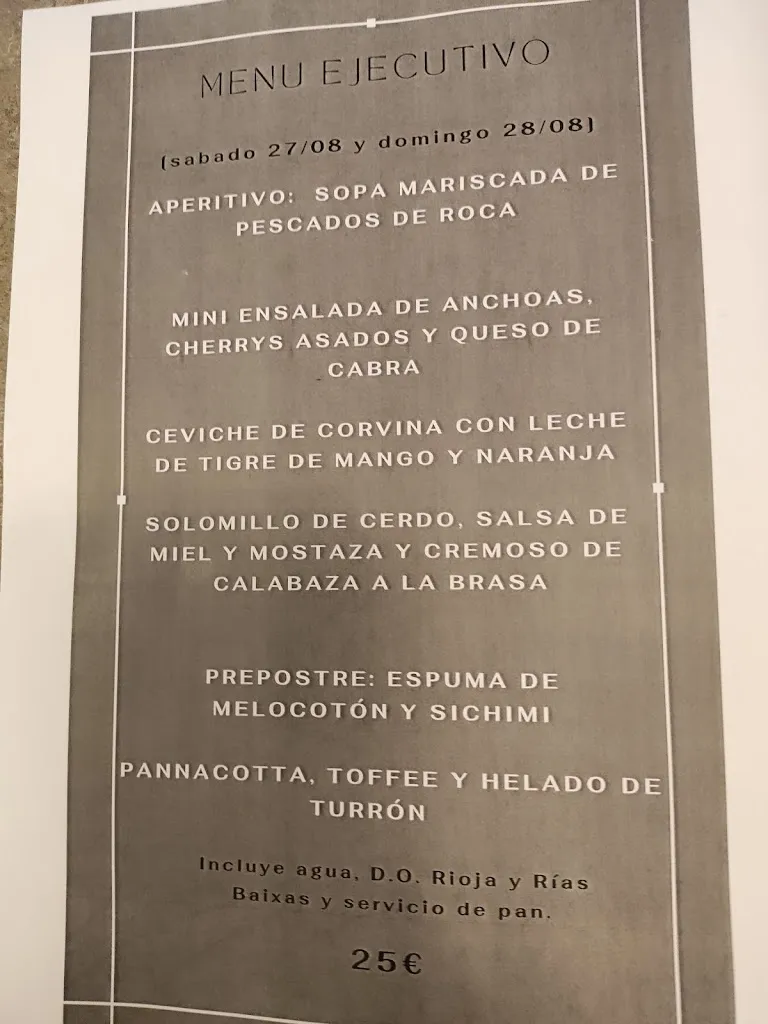 MENU EJECUTIVO
(sabado 27/08 y domingo 28/08)
APERITIVO: SOPA MARISCADA DE
PESCADOS DE ROCA
MINI ENSALADA DE ANCHOAS,
CHERRYS ASADOS Y QUESO DE
CABRA
CEVICHE DE CORVINA CON LECHE
DE TIGRE DE MANGO Y NARANJA
SOLOMILLO DE CERDO, SALSA DE
MIEL Y MOSTAZA Y CREMOSO DE
CALABAZA A LA BRASA
PREPOSTRE: ESPUMA DE
MELOCOTÓN Y SICHIMI
PANNACOTTA, TOFFEE Y HELADO DE
TURRÓN
Incluye agua, D.O. Rioja y Rías
Baixas y servicio de pan.
25€